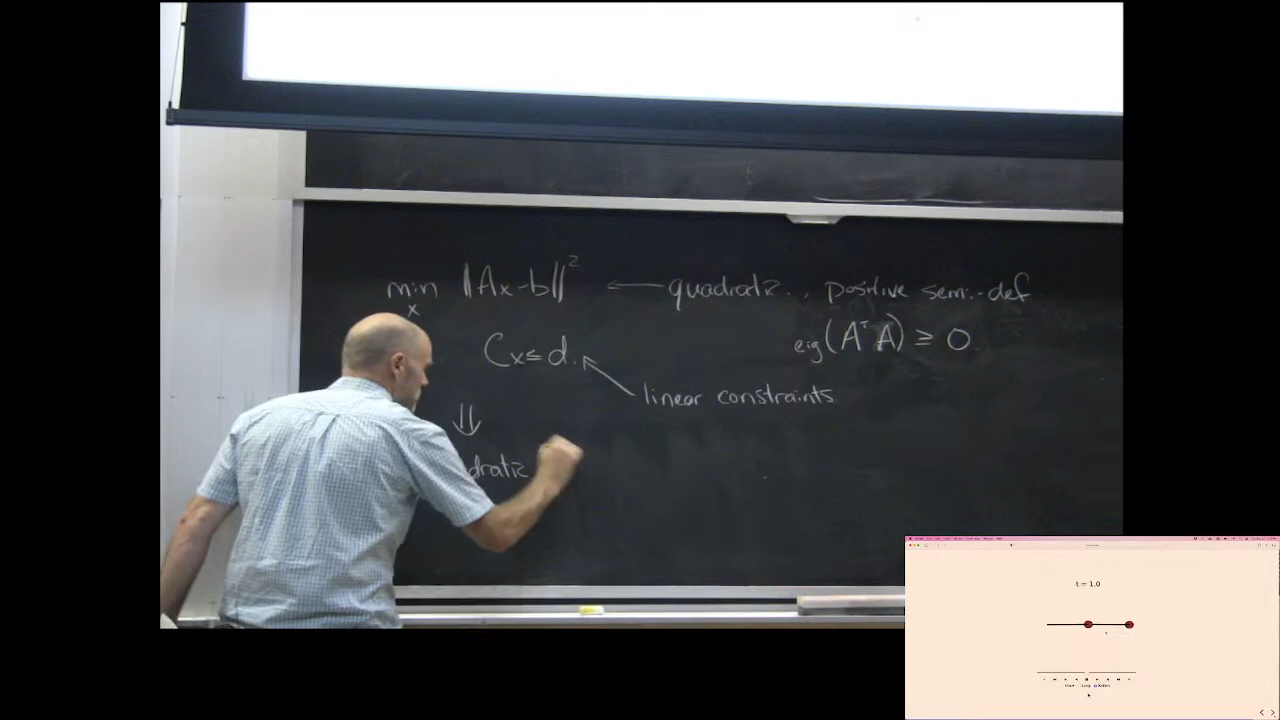 min ‖Ax-b‖² ← quadratic, positive semi-def
x
Cx ≤ d.
eig(AᵀA) ≥ 0.
linear constraints
⇓
dratic
t = 1.0